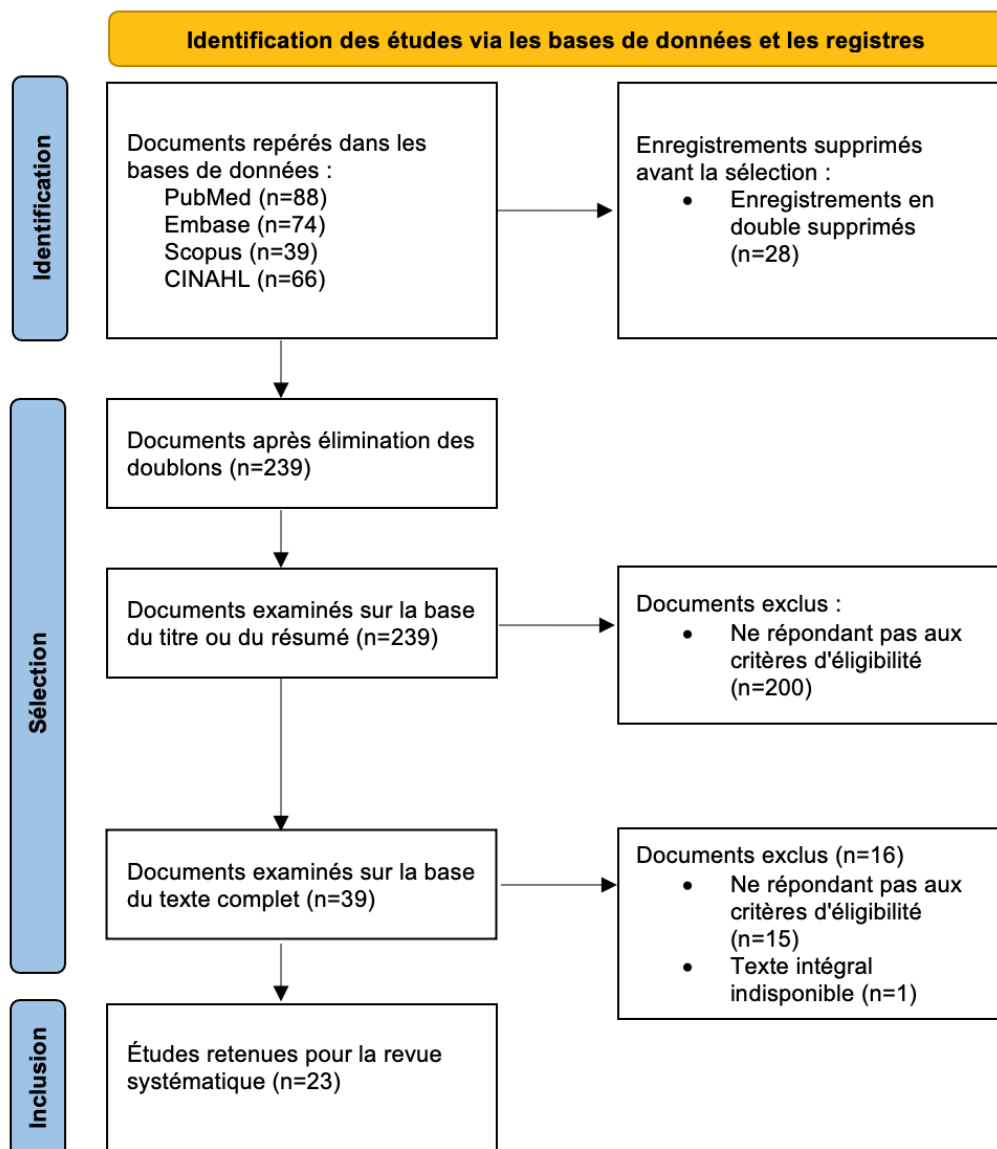 Identification des études via les bases de données et les registres
Identification
Documents repérés dans les
bases de données :
PubMed (n=88)
Embase (n=74)
Scopus (n=39)
CINAHL (n=66)
Enregistrements supprimés
avant la sélection :
• Enregistrements en
double supprimés
(n=28)
Sélection
Documents après élimination des
doublons (n=239)
Documents examinés sur la base
du titre ou du résumé (n=239)
Documents exclus :
• Ne répondant pas aux
critères d'éligibilité
(n=200)
Documents examinés sur la base
du texte complet (n=39)
Documents exclus (n=16)
• Ne répondant pas aux
critères d'éligibilité
(n=15)
• Texte intégral
indisponible (n=1)
Inclusion
Études retenues pour la revue
systématique (n=23)